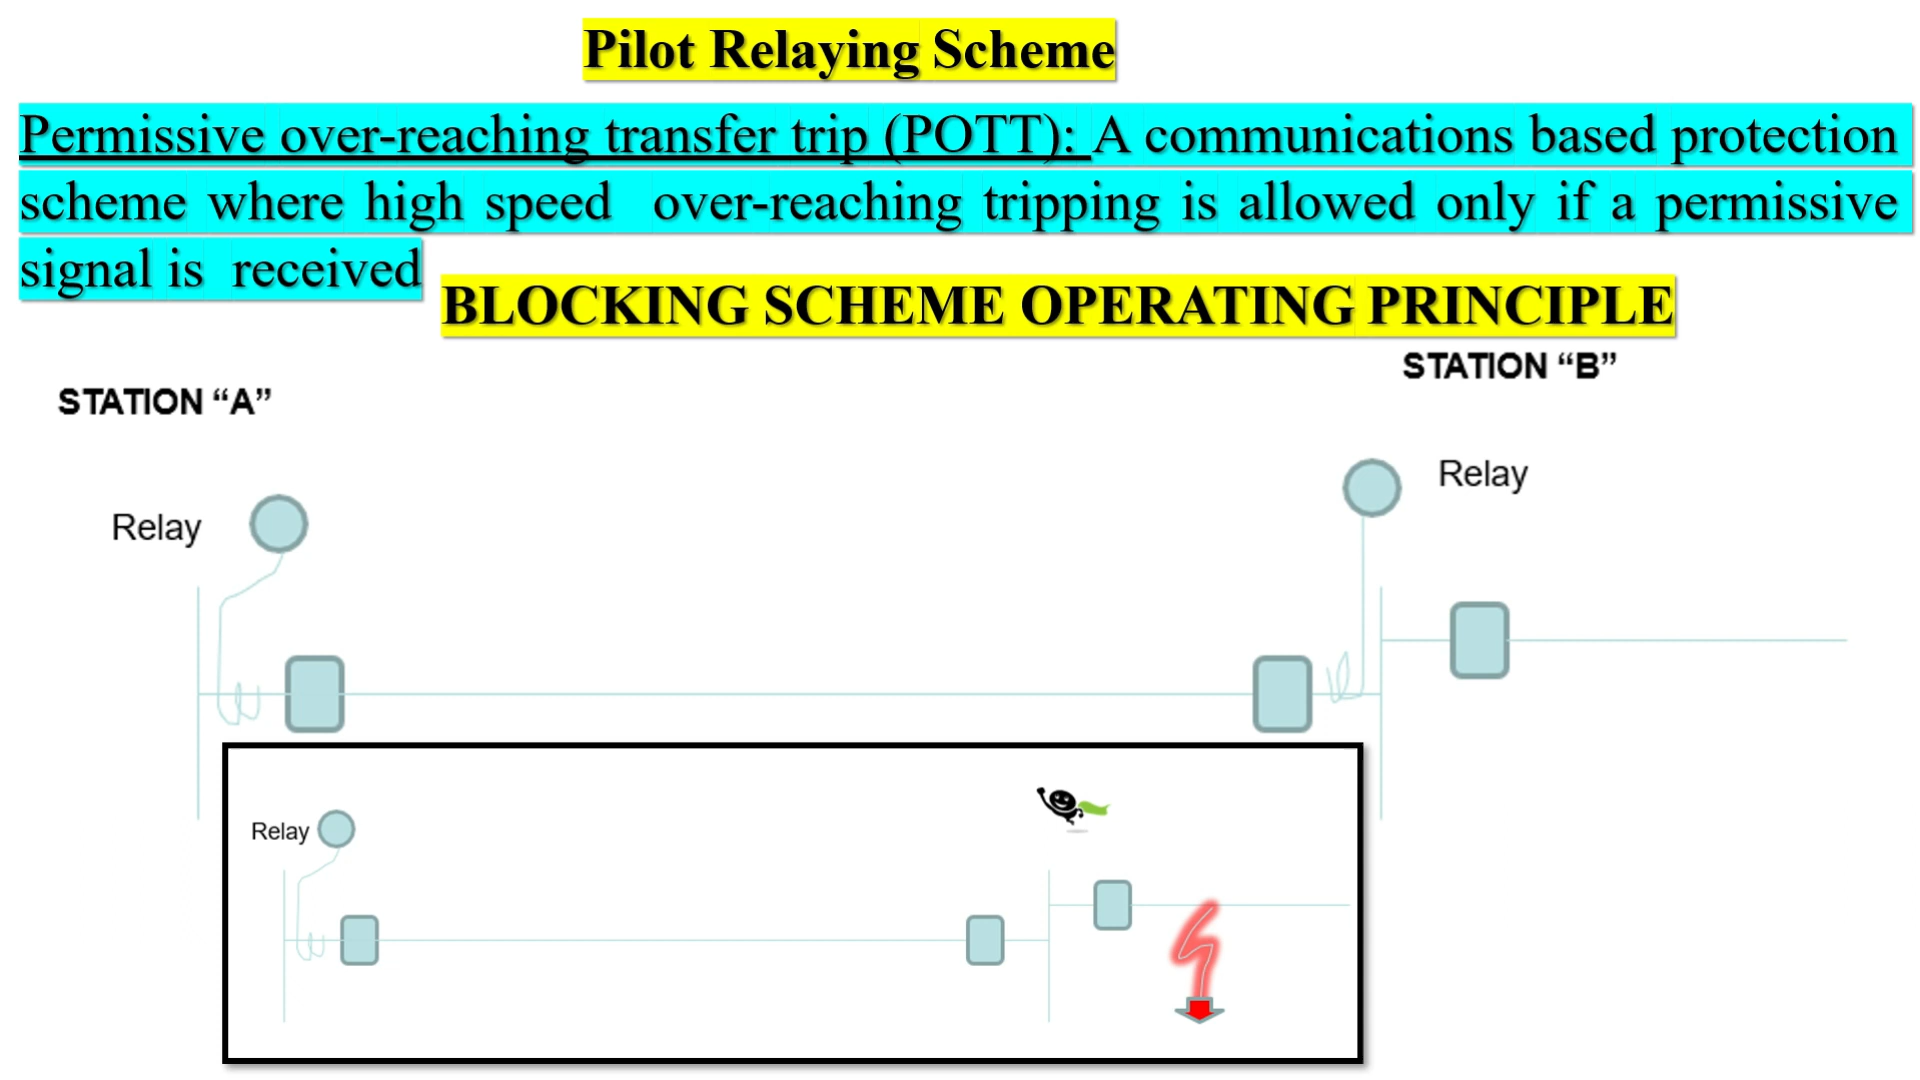 Pilot Relaying Scheme
Permissive over-reaching transfer trip (POTT): A communications based protection
scheme where high speed over-reaching tripping is allowed only if a permissive
signal is received
BLOCKING SCHEME OPERATING PRINCIPLE
STATION “B”
STATION “A”
Relay
Relay
Relay